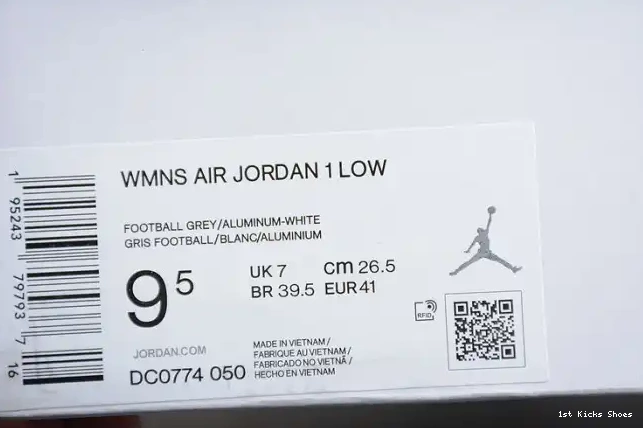 WMNS AIR JORDAN 1 LOW
FOOTBALL GREY/ALUMINUM-WHITE
GRIS FOOTBALL/BLANC/ALUMINIUM
9 5
UK 7 cm 26.5
BR 39.5 EUR 41
RFID
JORDAN.COM
DC0774 050
MADE IN VIETNAM /
FABRIQUE AU VIETNAM /
FABRICADO NO VIETNÃ /
HECHO EN VIETNAM
1 95243 79793 7 16
1st Kicks Shoes